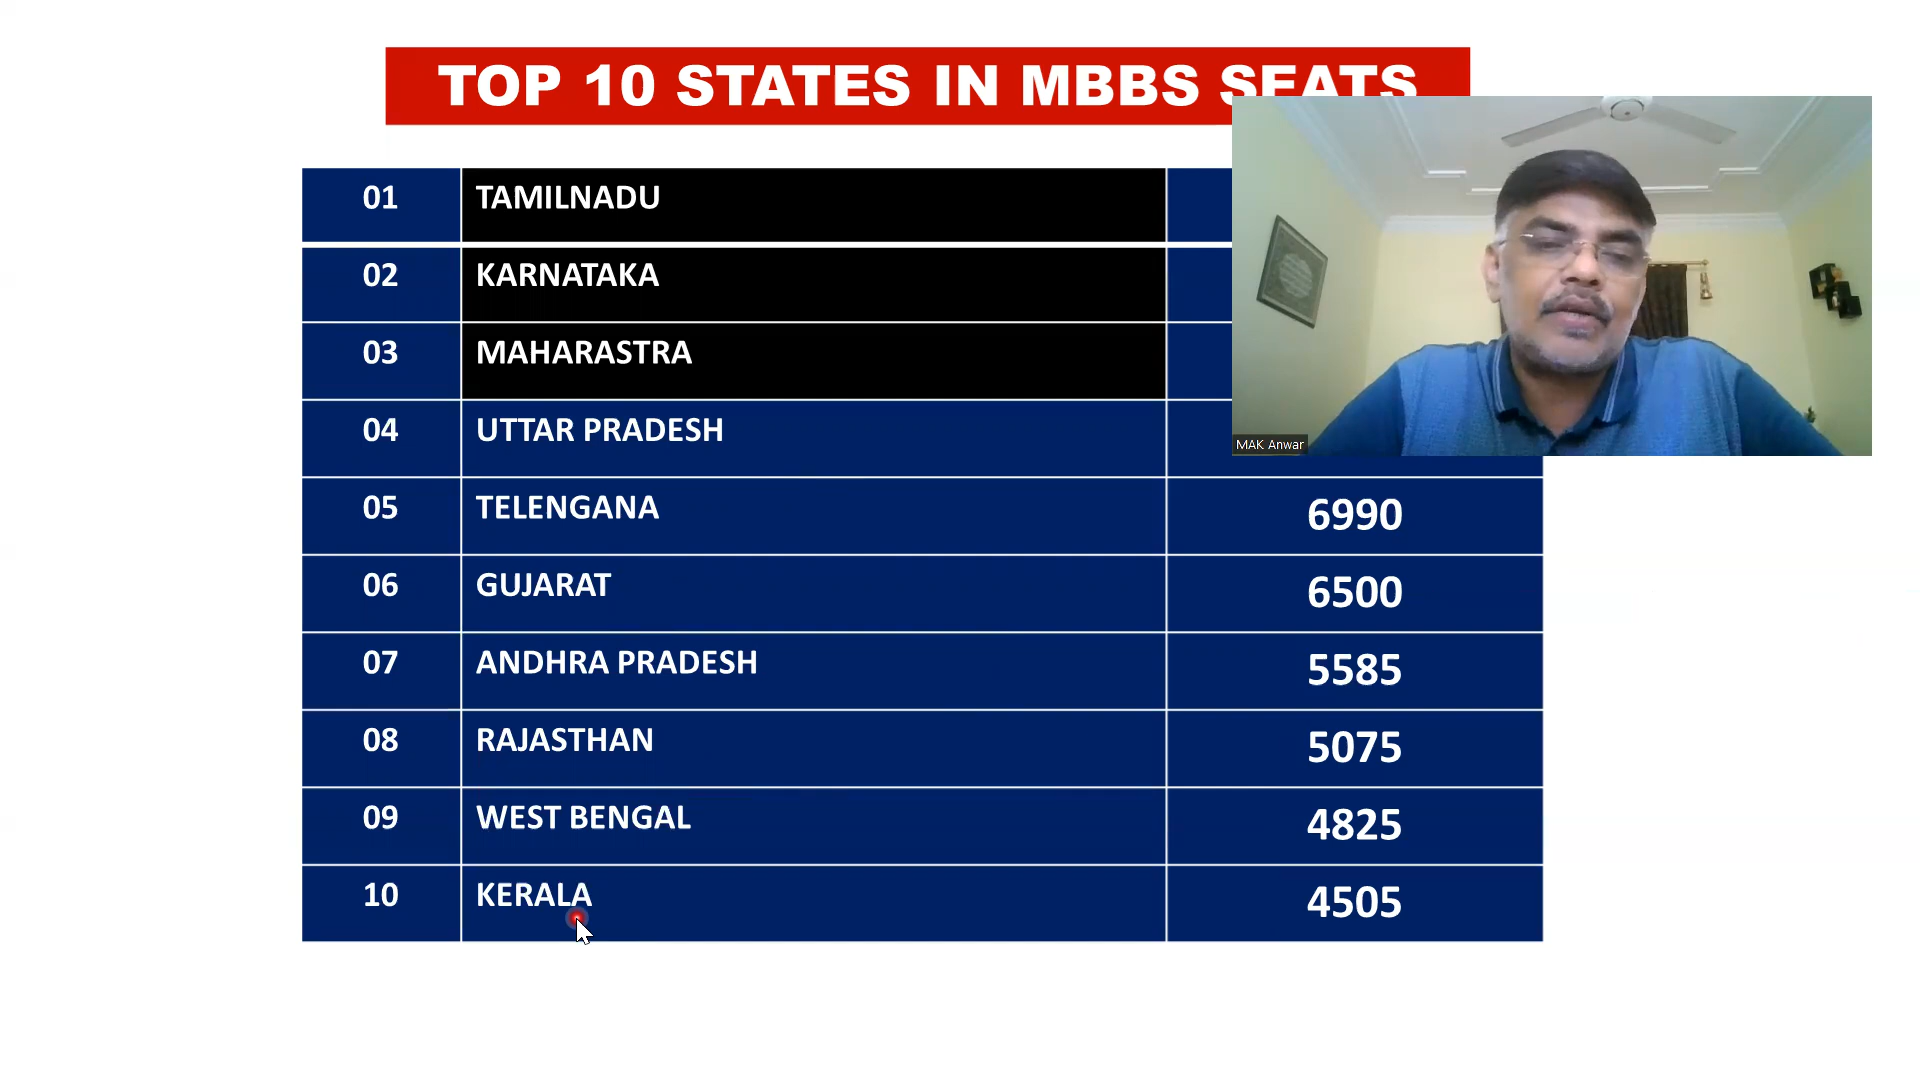 TOP 10 STATES IN MBBS SEATS
01 TAMILNADU
02 KARNATAKA
03 MAHARASTRA
04 UTTAR PRADESH
05 TELENGANA 6990
06 GUJARAT 6500
07 ANDHRA PRADESH 5585
08 RAJASTHAN 5075
09 WEST BENGAL 4825
10 KERALA 4505
MAK Anwar